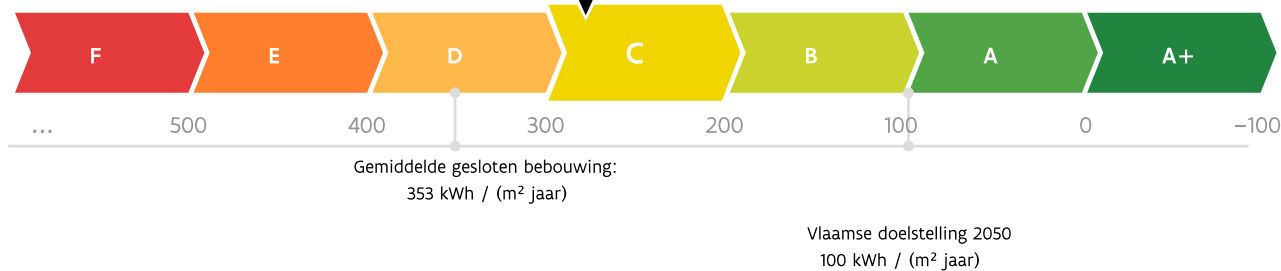 F E D C B A A+
... 500 400 300 200 100 0 –100
Gemiddelde gesloten bebouwing:
353 kWh / (m² jaar)
Vlaamse doelstelling 2050
100 kWh / (m² jaar)